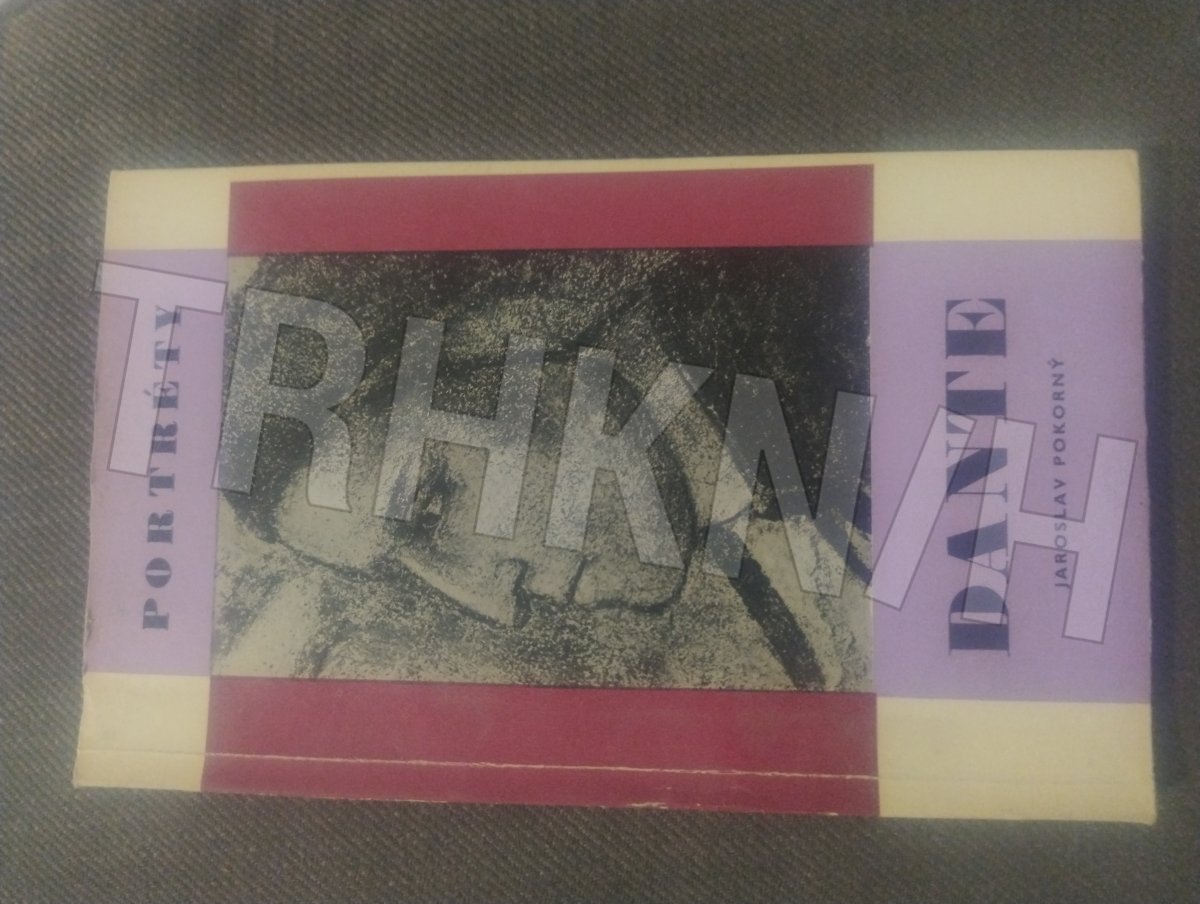 PORTRÉTY
DANTE
JAROSLAV POKORNÝ
TRHKNIH